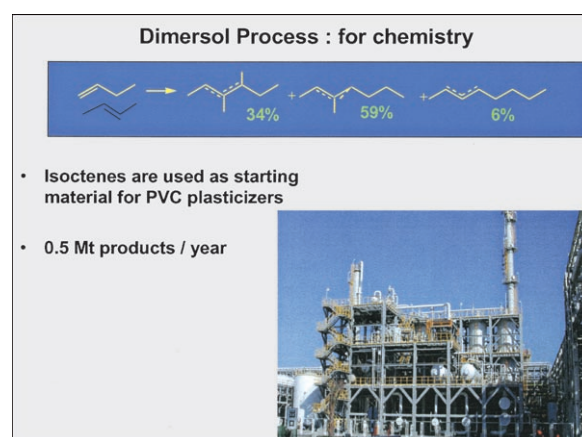 Dimersol Process : for chemistry
+
+
34%
59%
6%
• Isoctenes are used as starting
material for PVC plasticizers
• 0.5 Mt products / year